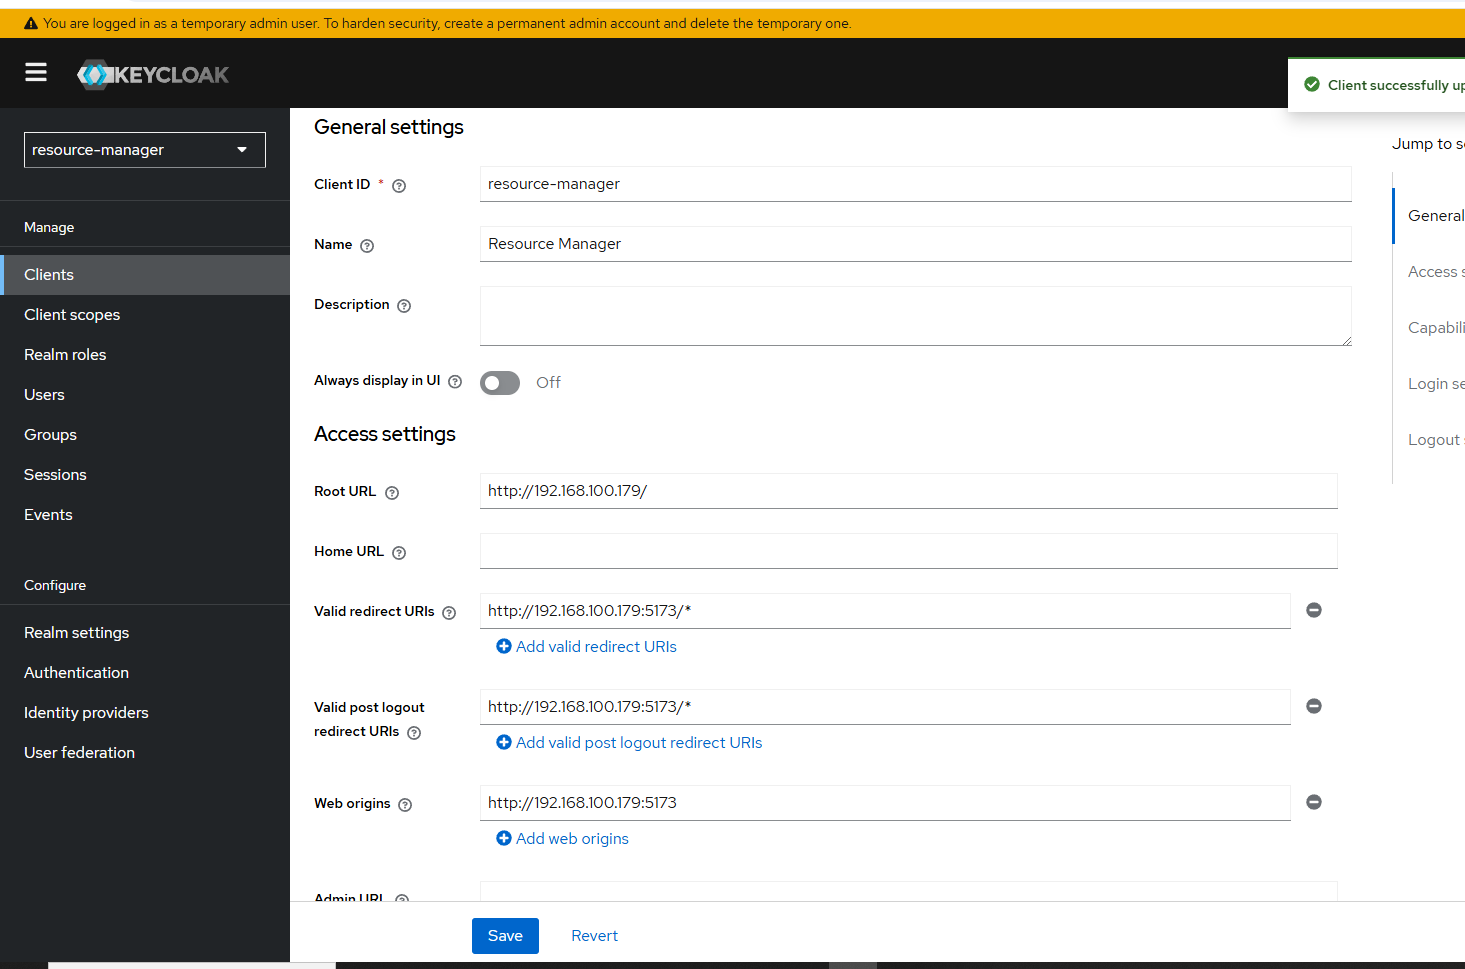 You are logged in as a temporary admin user. To harden security, create a permanent admin account and delete the temporary one.
KEYCLOAK
Client successfully up
resource-manager
Manage
Clients
Client scopes
Realm roles
Users
Groups
Sessions
Events
Configure
Realm settings
Authentication
Identity providers
User federation
General settings
Client ID *
resource-manager
Name
Resource Manager
Description
Always display in UI
Off
Access settings
Root URL
http://192.168.100.179/
Home URL
Valid redirect URIs
http://192.168.100.179:5173/*
Add valid redirect URIs
Valid post logout
redirect URIs
http://192.168.100.179:5173/*
Add valid post logout redirect URIs
Web origins
http://192.168.100.179:5173
Add web origins
Admin URL
Save
Revert
Jump to s
General
Access s
Capabili
Login se
Logout